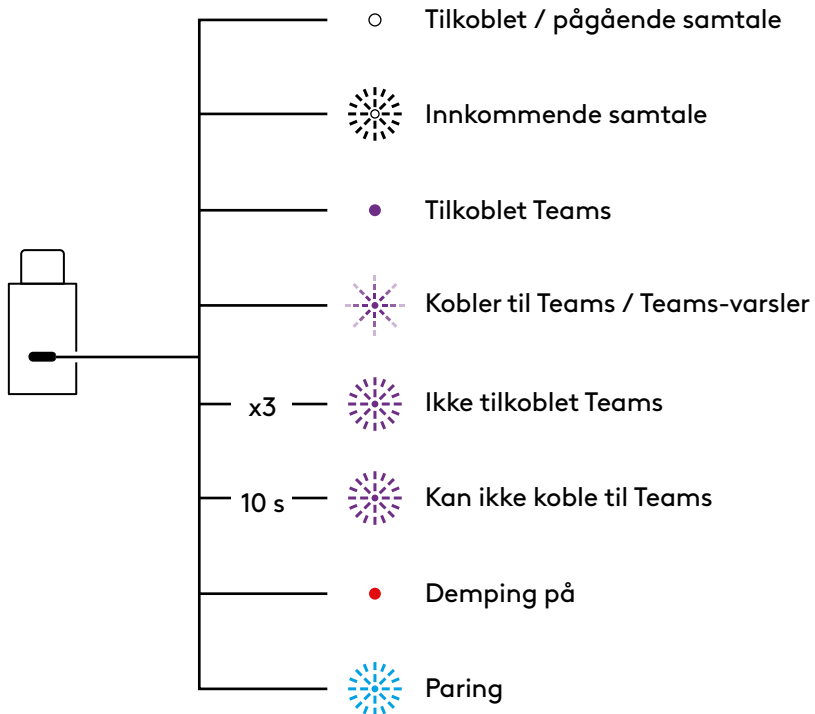 Tilkoblet / pågående samtale
Innkommende samtale
Tilkoblet Teams
Kobler til Teams / Teams-varsler
x3 Ikke tilkoblet Teams
10 s Kan ikke koble til Teams
Demping på
Paring